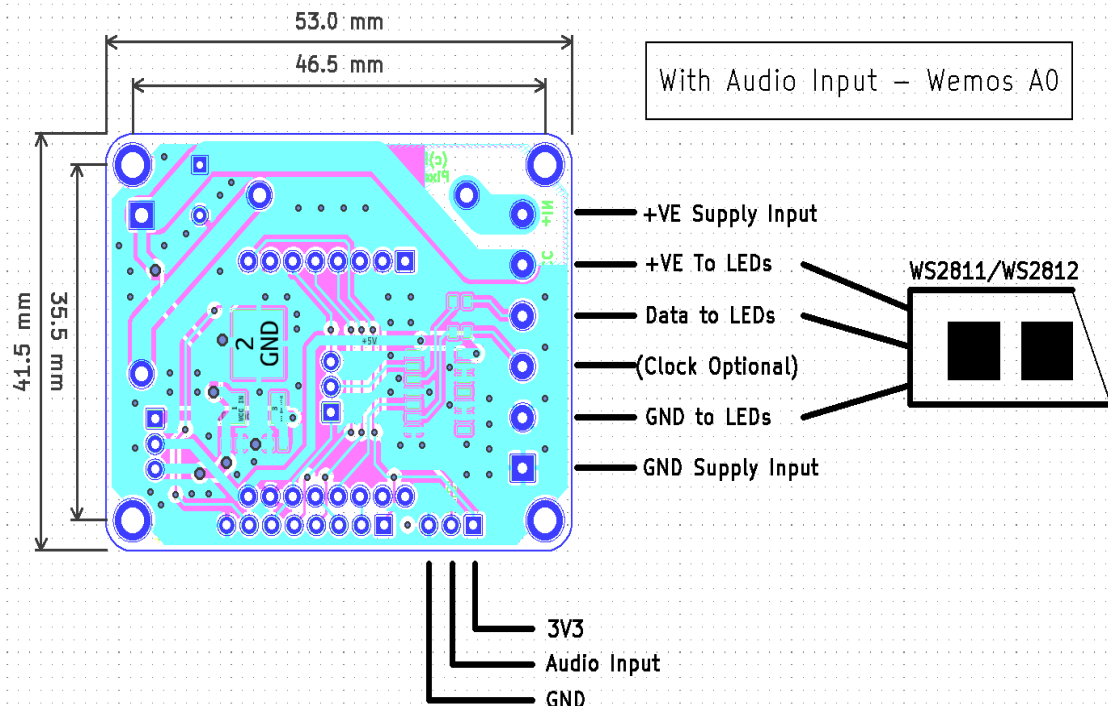 53.0 mm
46.5 mm
With Audio Input – Wemos A0
41.5 mm
35.5 mm
+IN
+VE Supply Input
+VE To LEDs
WS2811/WS2812
Data to LEDs
+5V
2
GND
(Clock Optional)
GND to LEDs
GND Supply Input
3V3
Audio Input
GND